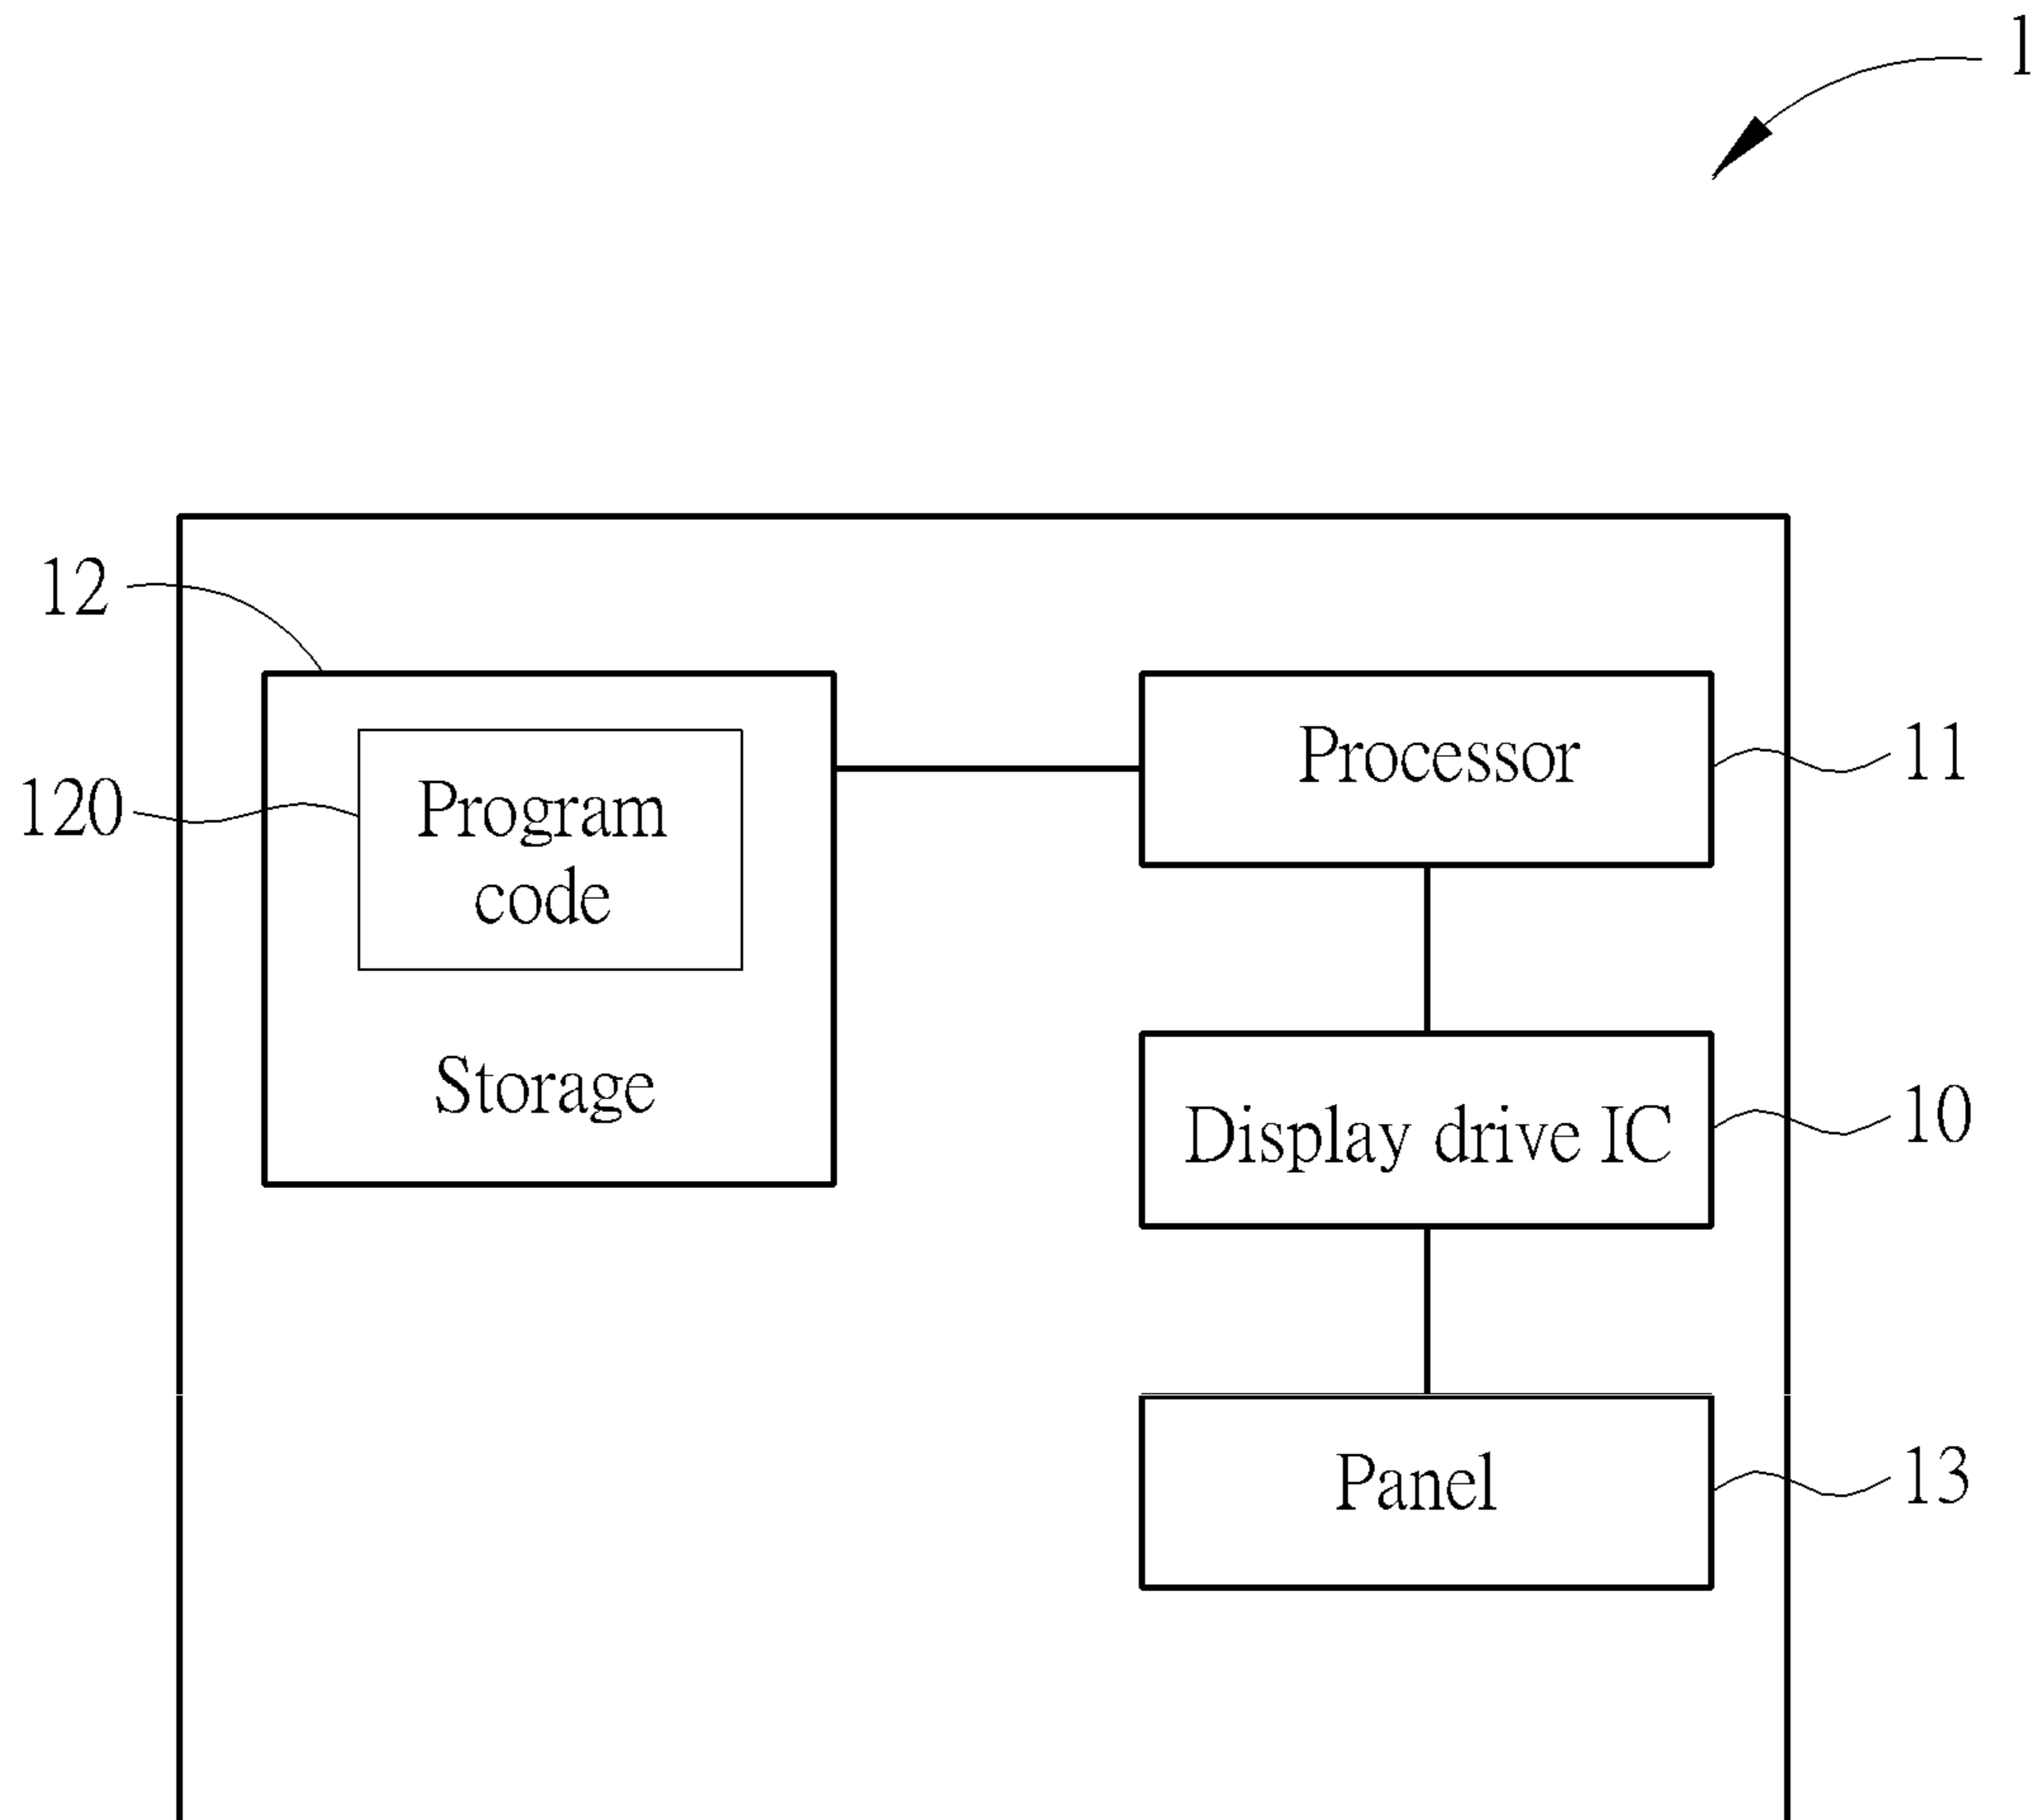 1
12
Processor
11
120
Program
code
Storage
Display drive IC
10
Panel
13